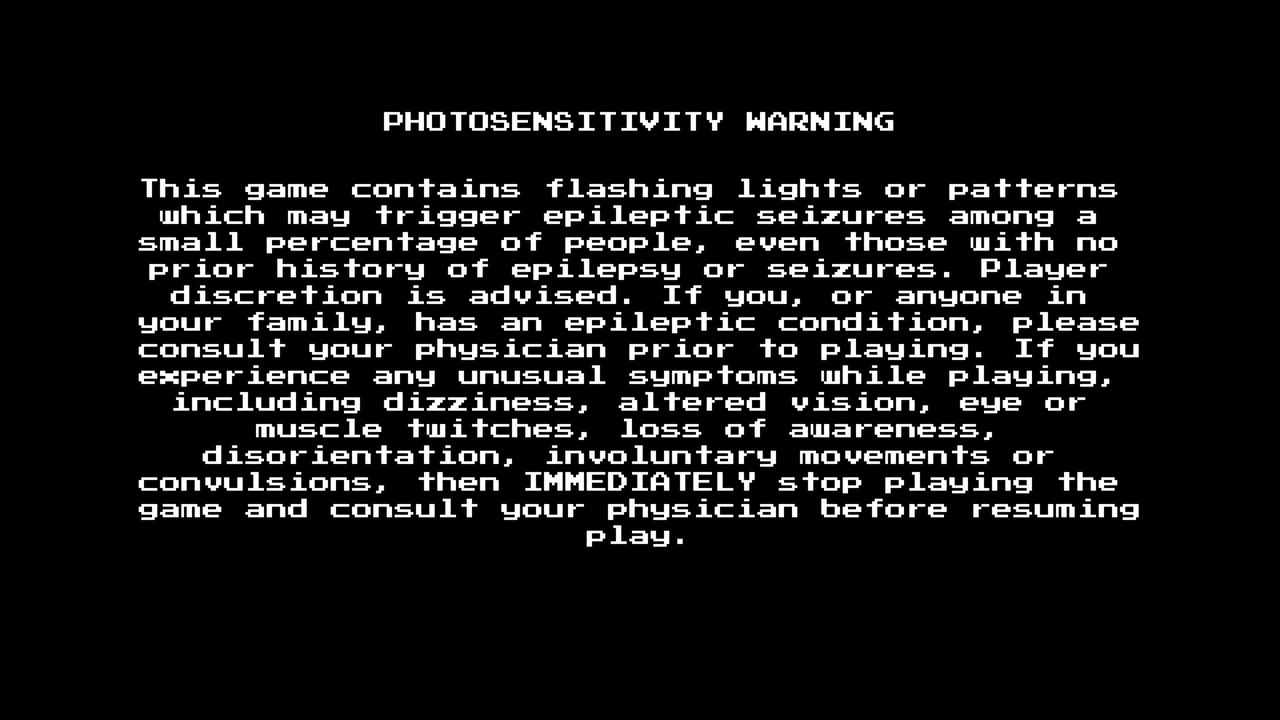 PHOTOSENSITIVITY WARNING
This game contains flashing lights or patterns
which may trigger epileptic seizures among a
small percentage of people, even those with no
prior history of epilepsy or seizures. Player
discretion is advised. If you, or anyone in
your family, has an epileptic condition, please
consult your physician prior to playing. If you
experience any unusual symptoms while playing,
including dizziness, altered vision, eye or
muscle twitches, loss of awareness,
disorientation, involuntary movements or
convulsions, then IMMEDIATELY stop playing the
game and consult your physician before resuming
play.